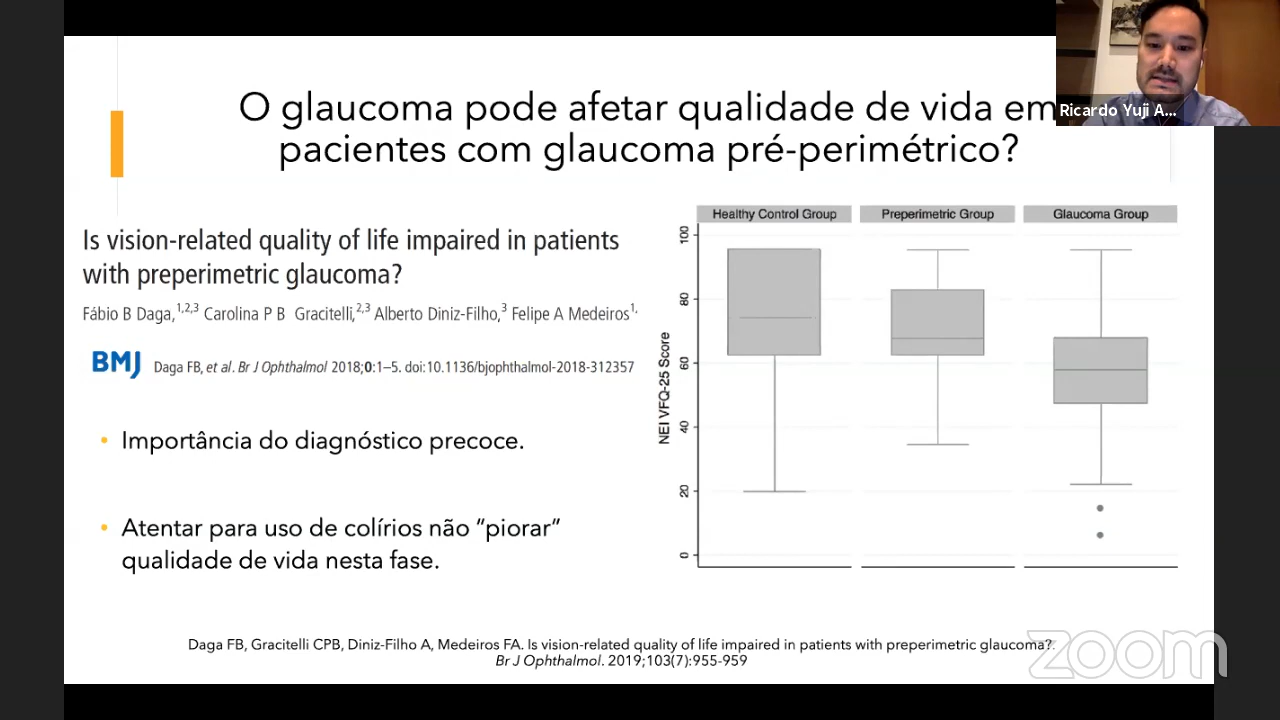 O glaucoma pode afetar qualidade de vida em
pacientes com glaucoma pré-perimétrico?
Ricardo Yuji A...
Is vision-related quality of life impaired in patients
with preperimetric glaucoma?
Fábio B Daga,1,2,3 Carolina P B Gracitelli,2,3 Alberto Diniz-Filho,3 Felipe A Medeiros1,
BMJ Daga FB, et al. Br J Ophthalmol 2018;0:1–5. doi:10.1136/bjophthalmol-2018-312357
• Importância do diagnóstico precoce.
• Atentar para uso de colírios não “piorar”
qualidade de vida nesta fase.
Healthy Control Group
Preperimetric Group
Glaucoma Group
NEI VFQ-25 Score
100
80
60
40
20
0
Daga FB, Gracitelli CPB, Diniz-Filho A, Medeiros FA. Is vision-related quality of life impaired in patients with preperimetric glaucoma?.
Br J Ophthalmol. 2019;103(7):955-959
zoom